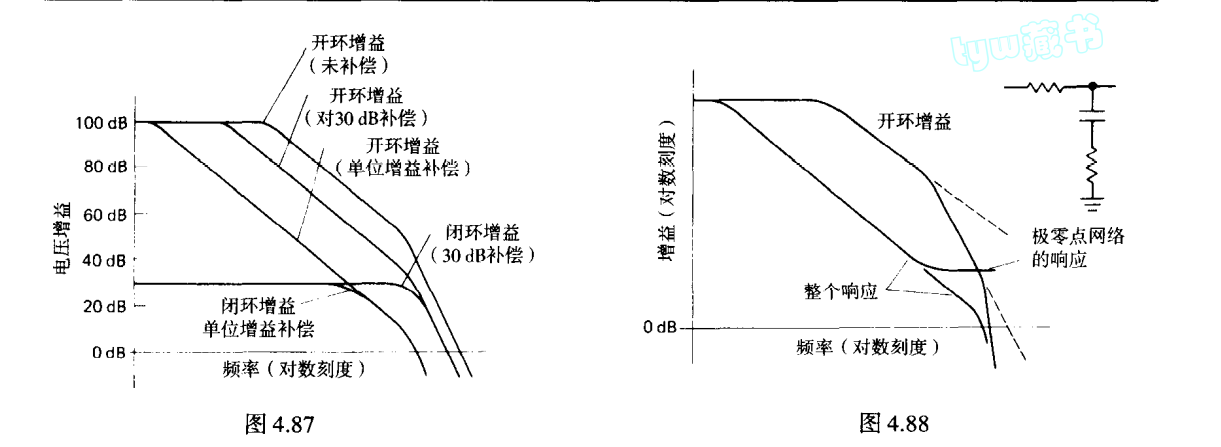 tyw藏书
开环增益
(未补偿)
开环增益
(对30 dB补偿)
开环增益
(单位增益补偿)
100 dB
80 dB
60 dB
40 dB
20 dB
0 dB
电压增益
闭环增益
(30 dB补偿)
闭环增益
单位增益补偿
频率(对数刻度)
图 4.87
增益(对数刻度)
开环增益
极零点网络
的响应
整个响应
0 dB
频率(对数刻度)
图 4.88